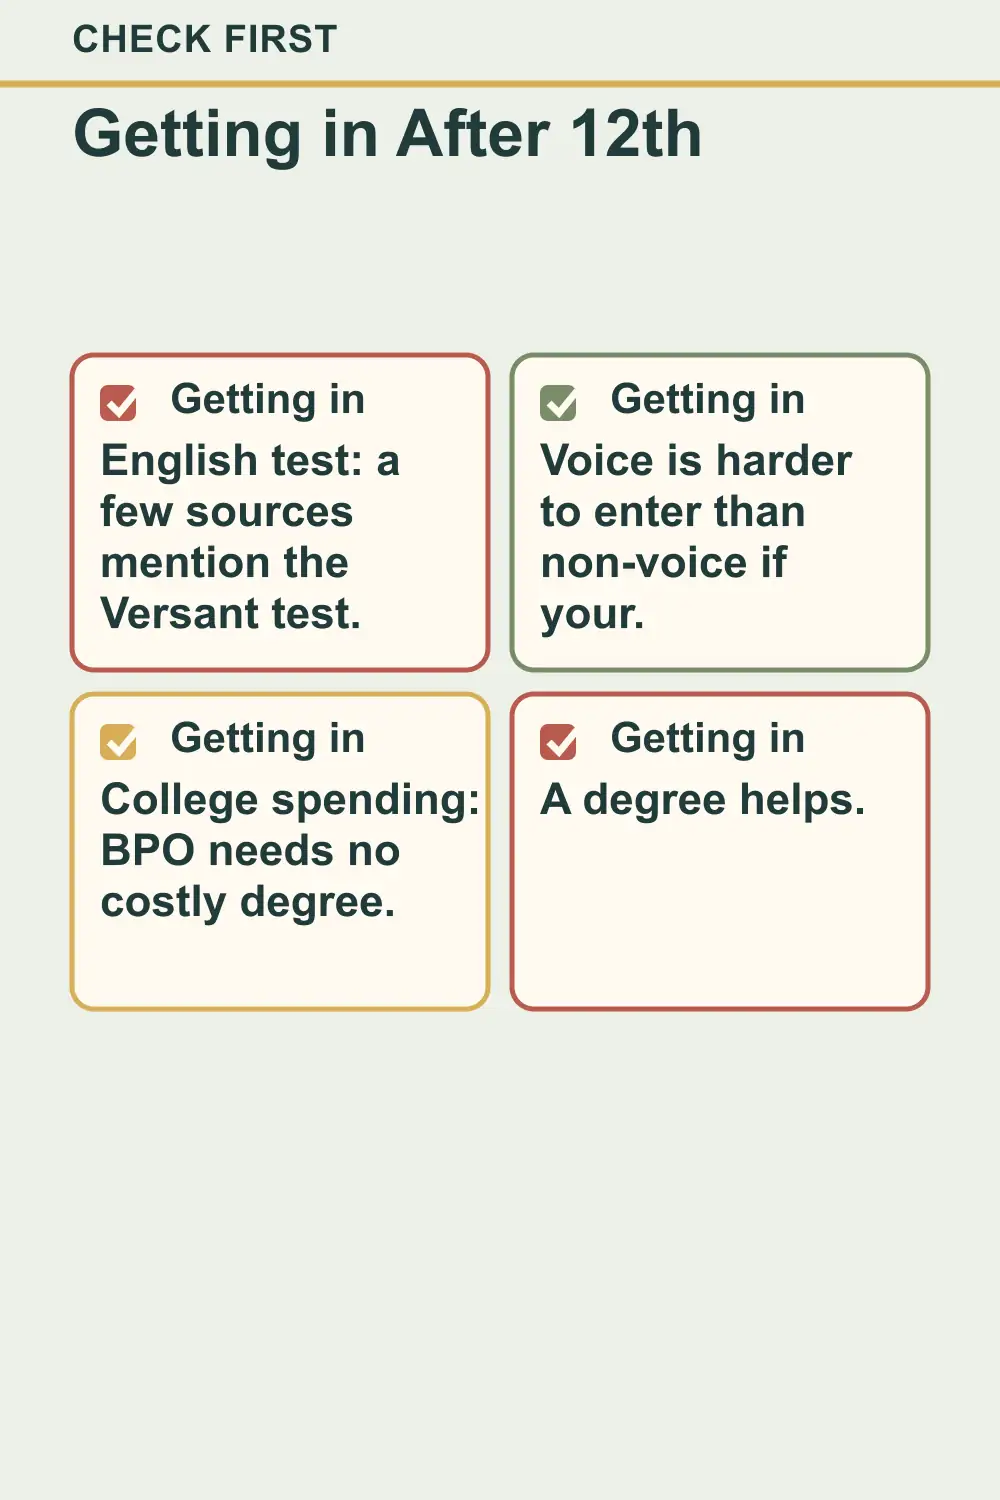 CHECK FIRST
Getting in After 12th
Getting in
English test: a
few sources
mention the
Versant test.
Getting in
Voice is harder
to enter than
non-voice if
your.
Getting in
College spending:
BPO needs no
costly degree.
Getting in
A degree helps.